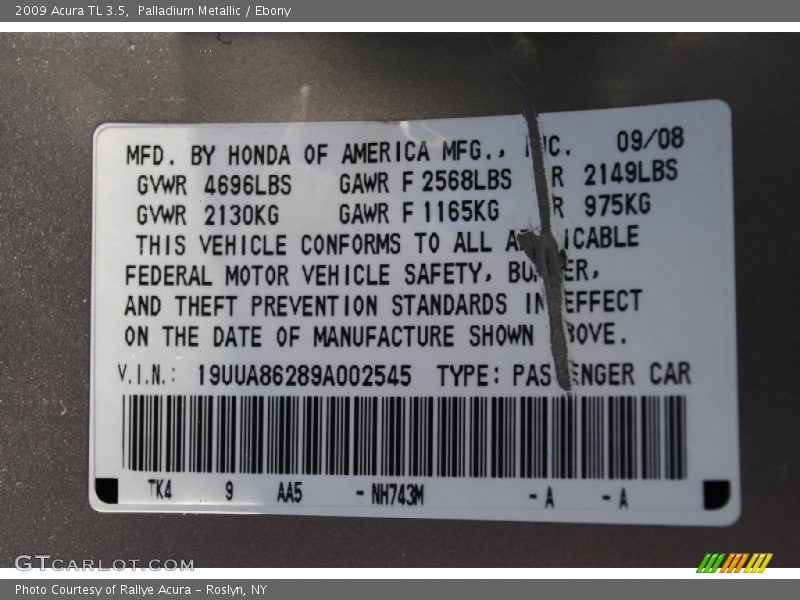 2009 Acura TL 3.5, Palladium Metallic / Ebony
MFD. BY HONDA OF AMERICA MFG., 09/08
GVWR 4696LBS GAWR F 2568LBS R 2149LBS
GVWR 2130KG GAWR F 1165KG R 975KG
THIS VEHICLE CONFORMS TO ALL APPLICABLE
FEDERAL MOTOR VEHICLE SAFETY, BUMPER,
AND THEFT PREVENTION STANDARDS IN EFFECT
ON THE DATE OF MANUFACTURE SHOWN ABOVE.
V.I.N.: 19UUA86289A002545 TYPE: PASSENGER CAR
TK4 9 AA5 - NH743M - A - A
GTCARLOT.COM
Photo Courtesy of Rallye Acura – Roslyn, NY